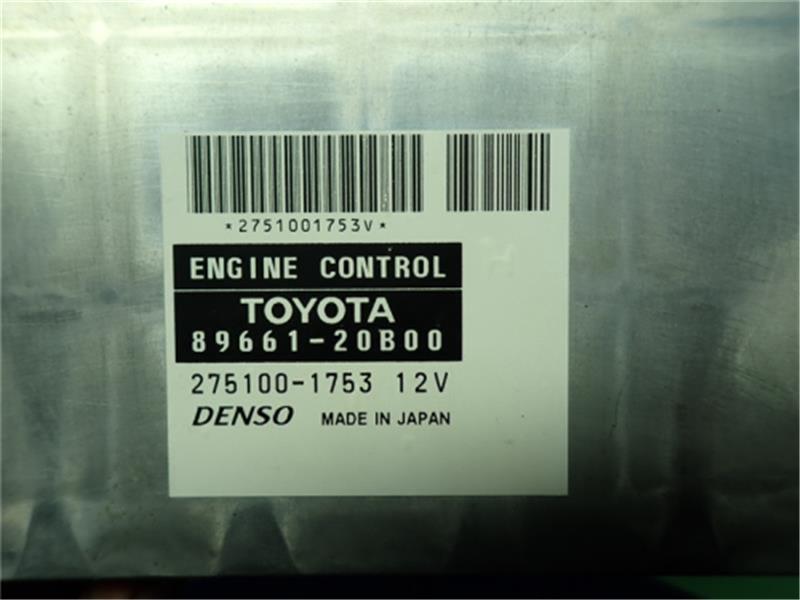 *2751001753V*
ENGINE CONTROL
TOYOTA
89661-20B00
275100-1753 12V
DENSO MADE IN JAPAN